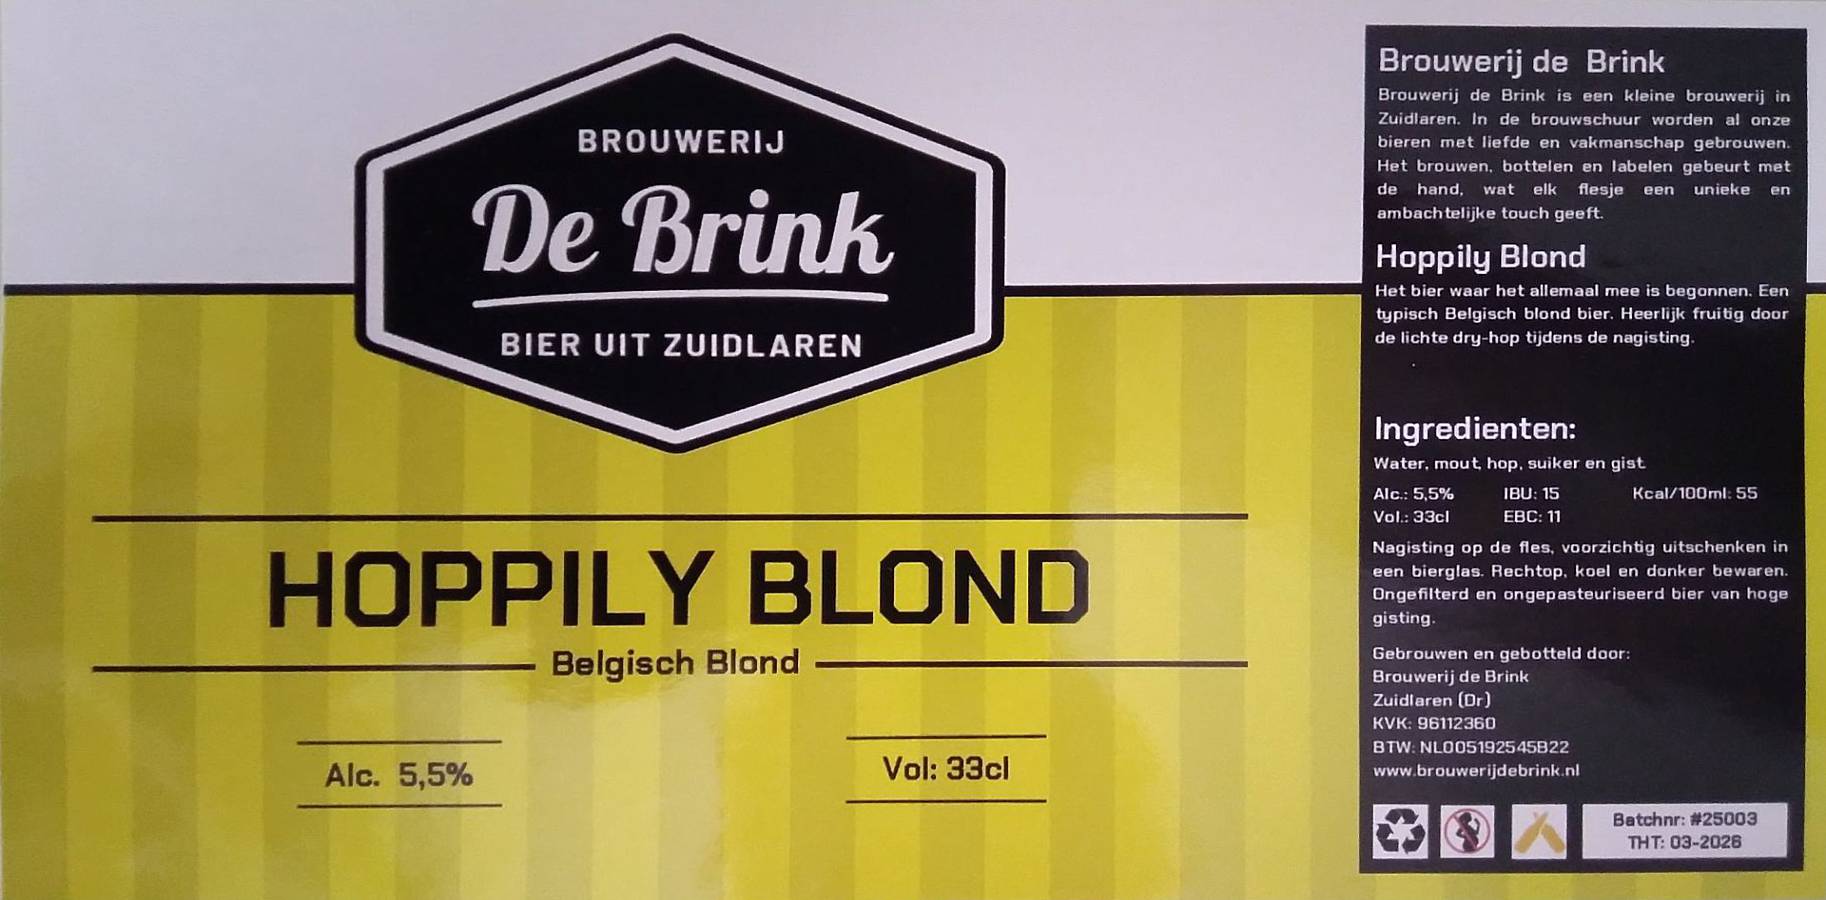 BROUWERIJ
De Brink
BIER UIT ZUIDLAREN
HOPPILY BLOND
Belgisch Blond
Alc. 5,5%
Vol: 33cl
Brouwerij de Brink
Brouwerij de Brink is een kleine brouwerij in
Zuidlaren. In de brouwschuur worden al onze
bieren met liefde en vakmanschap gebrouwen.
Het brouwen, bottelen en labelen gebeurt met
de hand, wat elk flesje een unieke en
ambachtelijke touch geeft.
Hoppily Blond
Het bier waar het allemaal mee is begonnen. Een
typisch Belgisch blond bier. Heerlijk fruitig door
de lichte dry-hop tijdens de nagisting.
Ingredienten:
Water, mout, hop, suiker en gist.
Alc.: 5,5% IBU: 15 Kcal/100ml: 55
Vol.: 33cl EBC: 11
Nagisting op de fles, voorzichtig uitschenken in
een bierglas. Rechtop, koel en donker bewaren.
Ongefilterd en ongepasteuriseerd bier van hoge
gisting.
Gebrouwen en gebotteld door:
Brouwerij de Brink
Zuidlaren (Dr)
KVK: 96112360
BTW: NL005192545B22
www.brouwerijdebrink.nl
Batchnr: #25003
THT: 03-2026